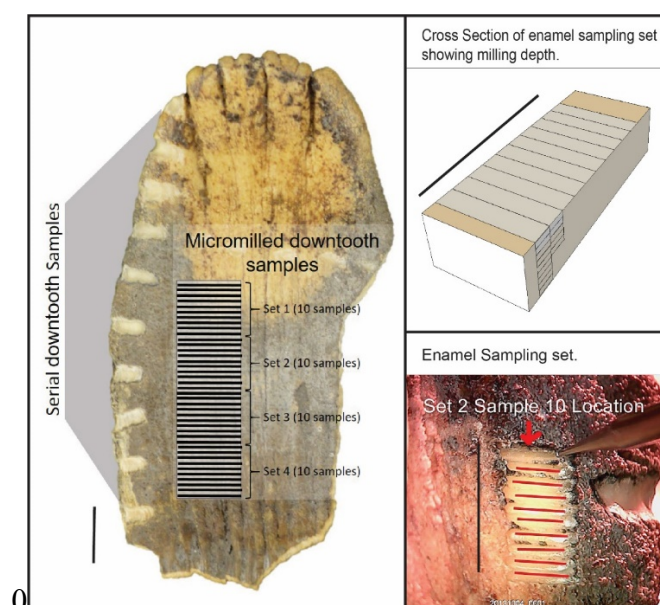 Serial downtooth Samples
Micromilled downtooth
samples
Set 1 (10 samples)
Set 2 (10 samples)
Set 3 (10 samples)
Set 4 (10 samples)
Cross Section of enamel sampling set
showing milling depth.
Enamel Sampling set.
Set 2 Sample 10 Location
0